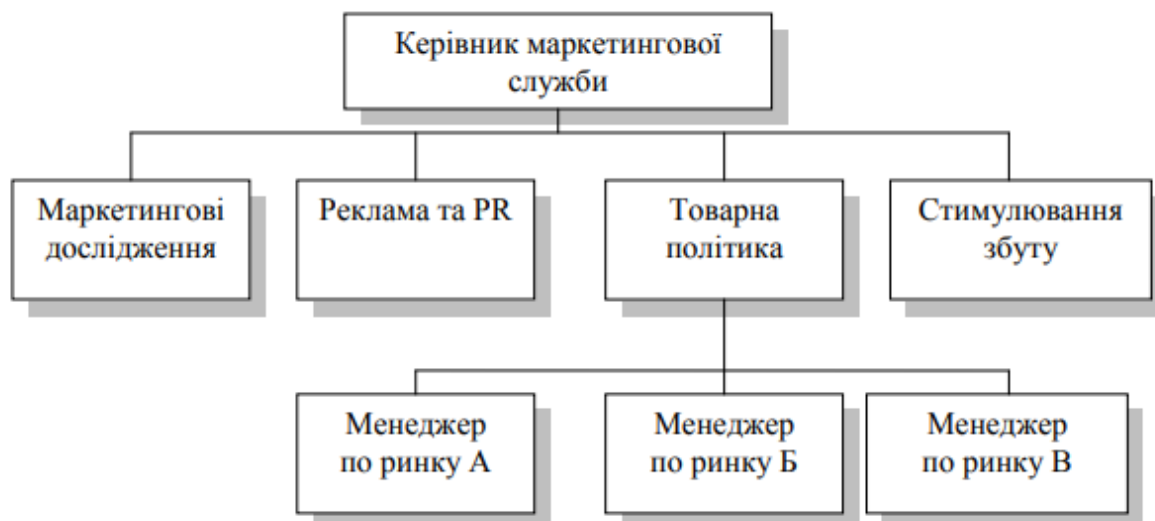 Керівник маркетингової
служби
Маркетингові
дослідження
Реклама та PR
Товарна
політика
Стимулювання
збуту
Менеджер
по ринку А
Менеджер
по ринку Б
Менеджер
по ринку В